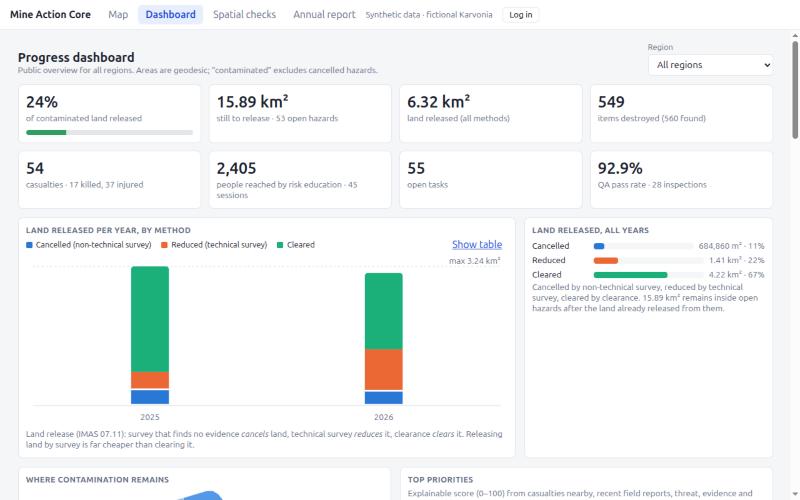 Mine Action Core Map Dashboard Spatial checks Annual report Synthetic data · fictional Karvonia Log in
Progress dashboard
Public overview for all regions. Areas are geodesic; "contaminated" excludes cancelled hazards.
Region
All regions
24%
of contaminated land released
15.89 km²
still to release · 53 open hazards
6.32 km²
land released (all methods)
549
items destroyed (560 found)
54
casualties · 17 killed, 37 injured
2,405
people reached by risk education · 45
sessions
55
open tasks
92.9%
QA pass rate · 28 inspections
LAND RELEASED PER YEAR, BY METHOD
Cancelled (non-technical survey) Reduced (technical survey) Cleared
Show table
max 3.24 km²
2025 2026
Land release (IMAS 07.11): survey that finds no evidence cancels land, technical survey reduces it, clearance clears it. Releasing
land by survey is far cheaper than clearing it.
LAND RELEASED, ALL YEARS
Cancelled 684,860 m² · 11%
Reduced 1.41 km² · 22%
Cleared 4.22 km² · 67%
Cancelled by non-technical survey, reduced by technical
survey, cleared by clearance. 15.89 km² remains inside open
hazards after the land already released from them.
WHERE CONTAMINATION REMAINS
TOP PRIORITIES
Explainable score (0–100) from casualties nearby, recent field reports, threat, evidence and